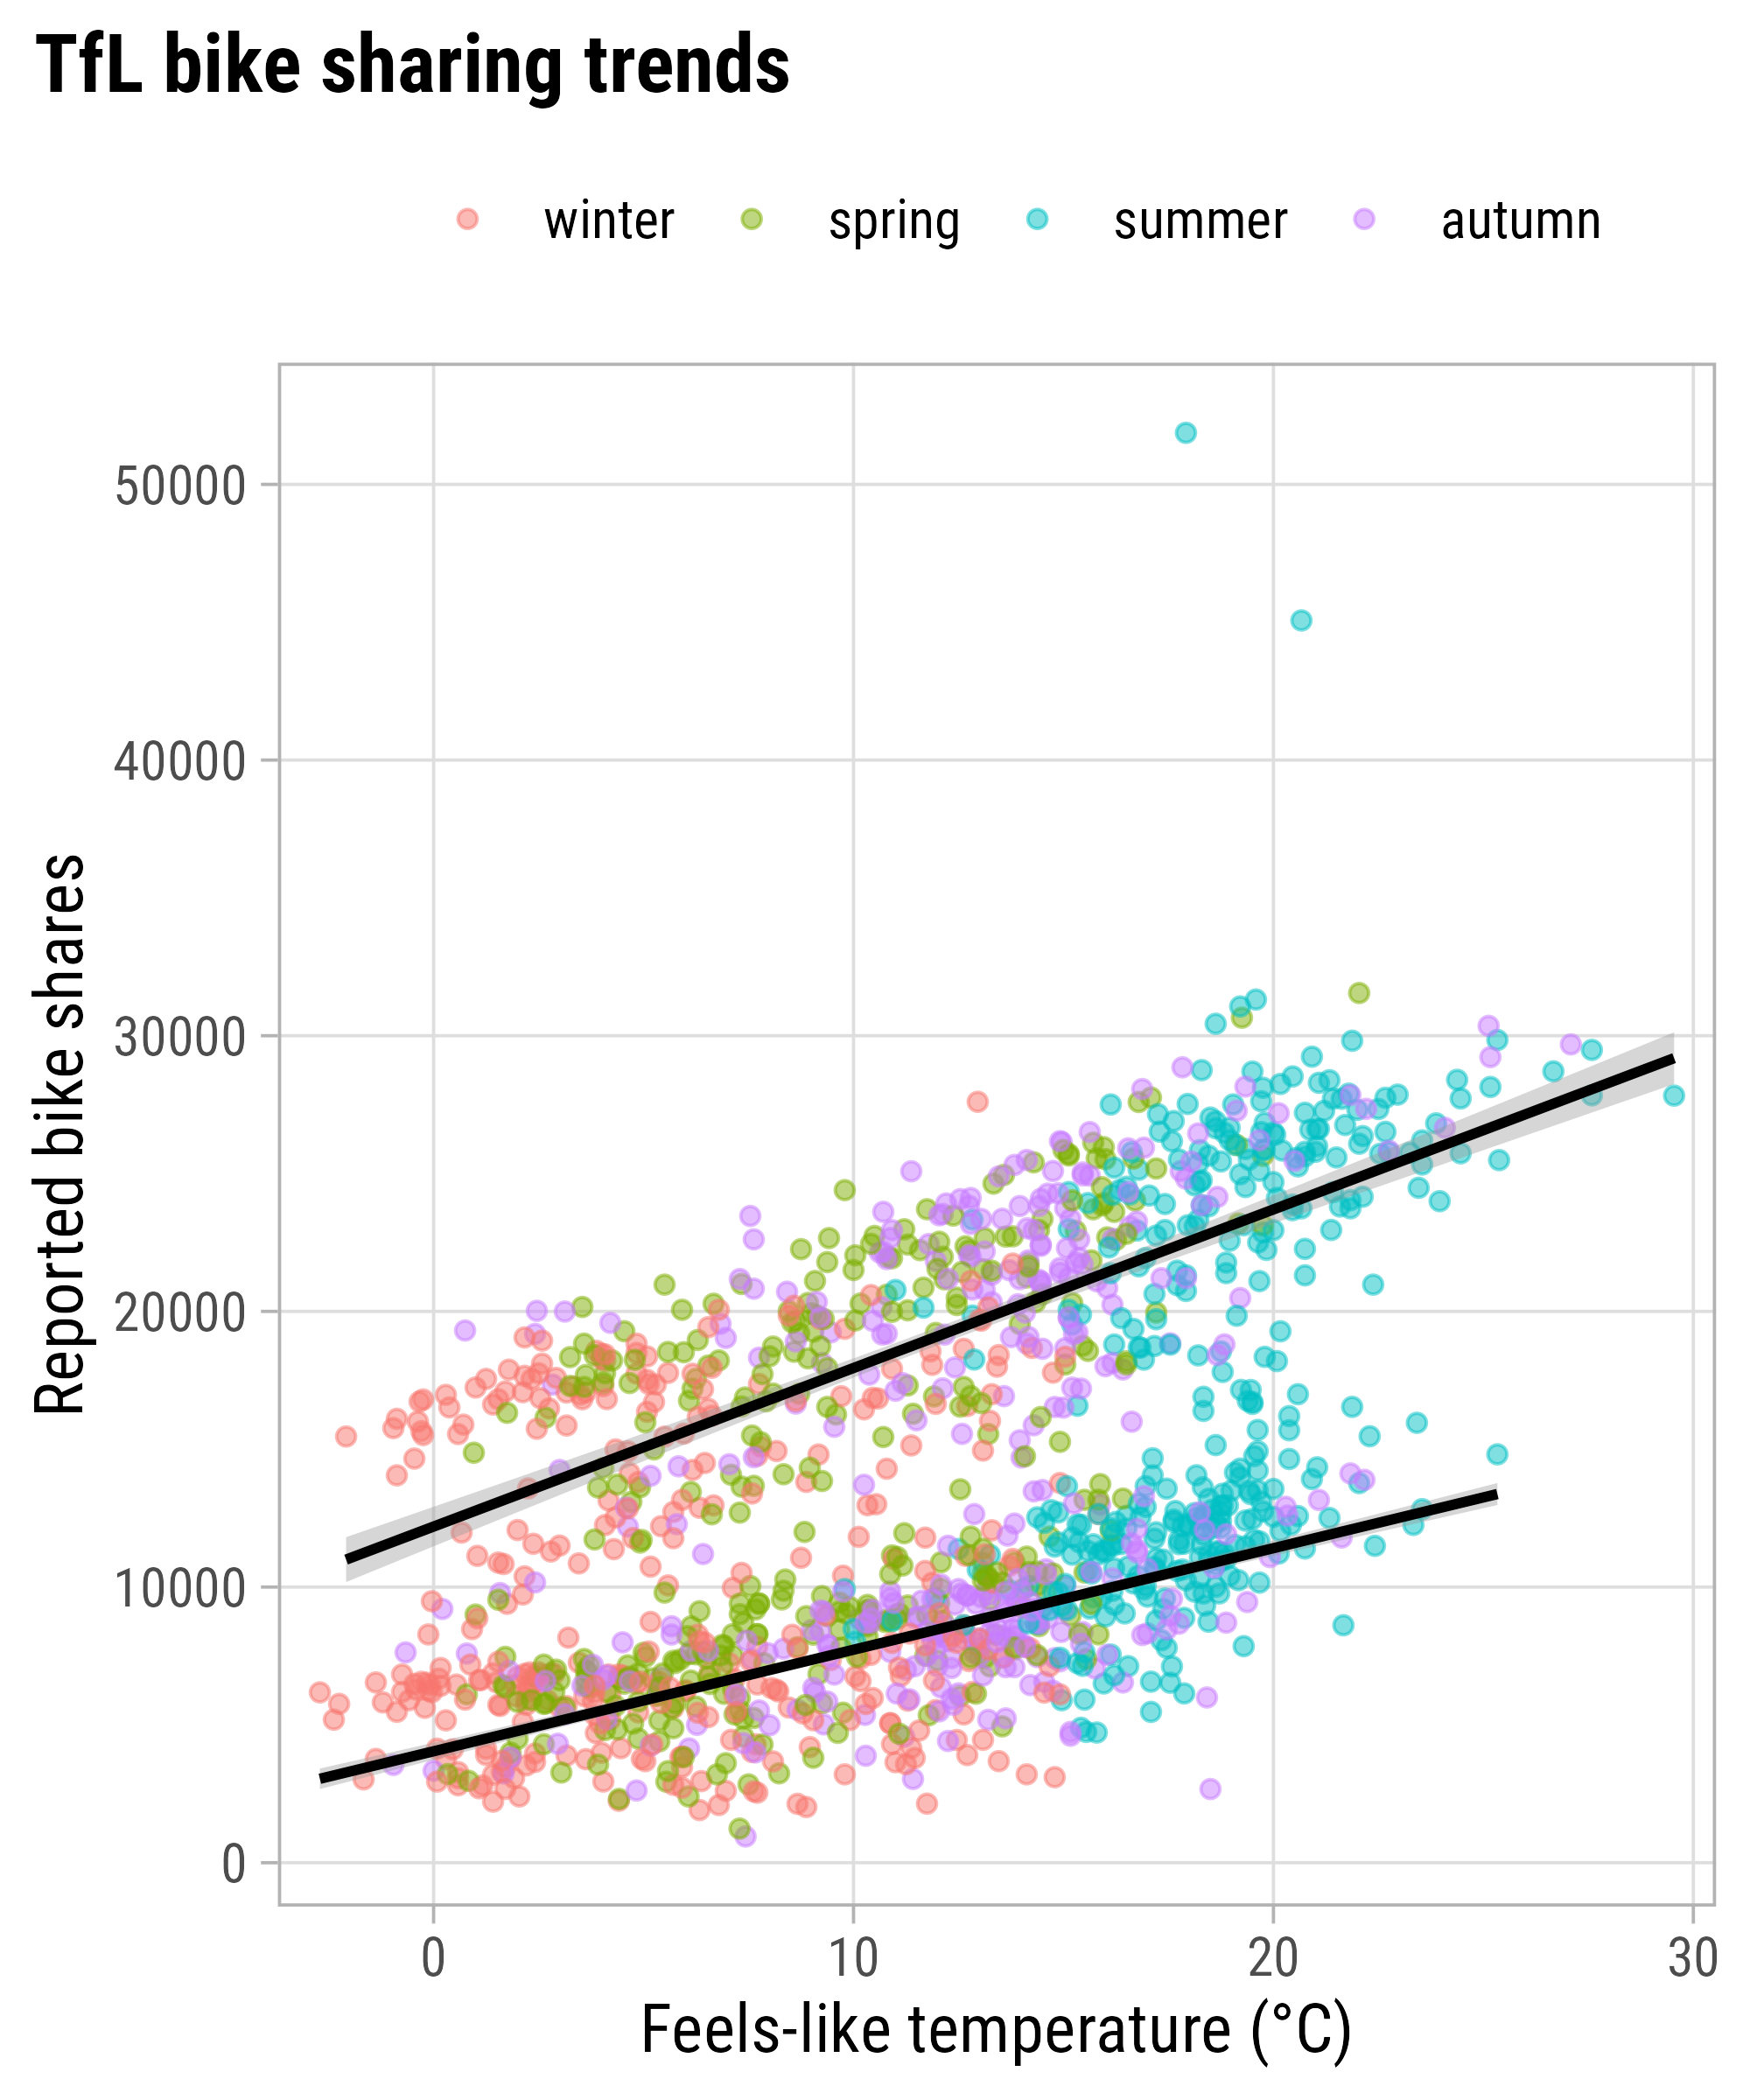 TfL bike sharing trends
winter spring summer autumn
50000
40000
30000
20000
10000
0
Reported bike shares
0 10 20 30
Feels-like temperature (°C)